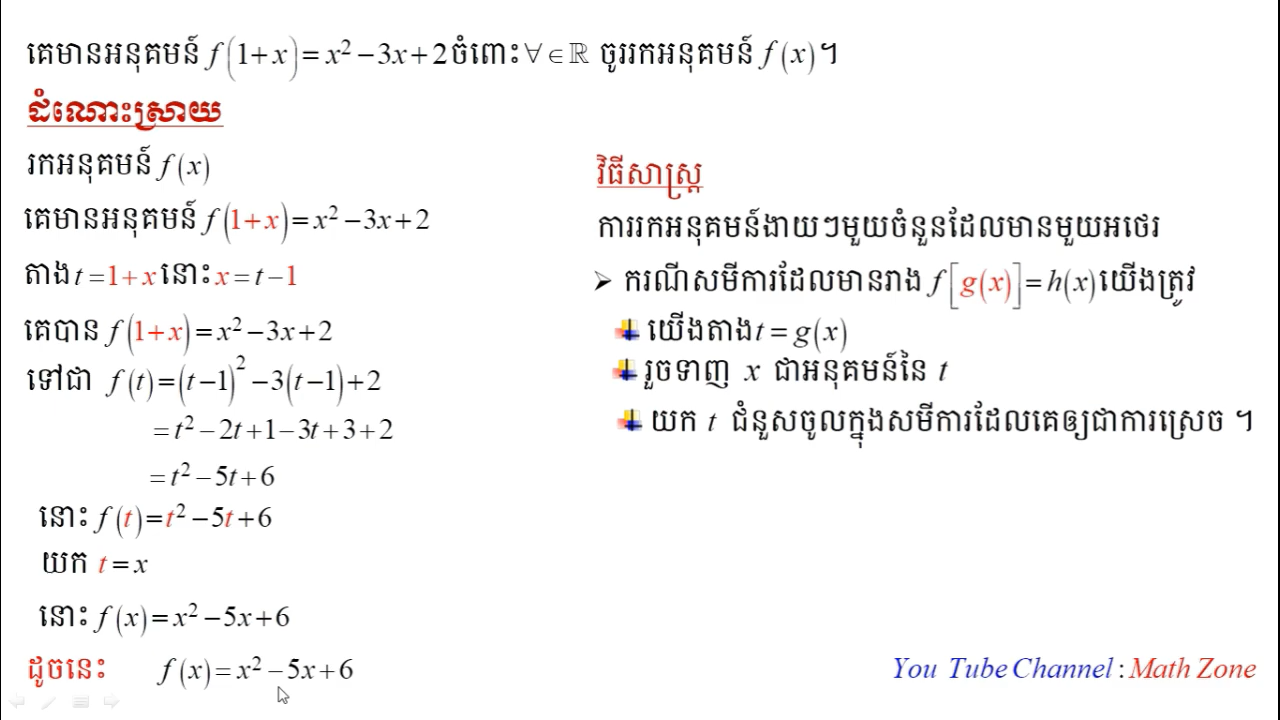 គេមានអនុគមន៍ f(1+x)=x²−3x+2 ចំពោះ ∀∈ℝ ចូររកអនុគមន៍ f(x)។
ដំណោះស្រាយ
រកអនុគមន៍ f(x)
គេមានអនុគមន៍ f(1+x)=x²−3x+2
តាង t=1+x នោះ x=t−1
គេបាន f(1+x)=x²−3x+2
ទៅជា f(t)=(t−1)²−3(t−1)+2
=t²−2t+1−3t+3+2
=t²−5t+6
នោះ f(t)=t²−5t+6
យក t=x
នោះ f(x)=x²−5x+6
ដូចនេះ f(x)=x²−5x+6
វិធីសាស្ត្រ
ការរកអនុគមន៍ងាយៗមួយចំនួនដែលមានមួយអថេរ
➢ ករណីសមីការដែលមានរាង f[g(x)]=h(x) យើងត្រូវ
យើងតាង t=g(x)
រួចទាញ x ជាអនុគមន៍នៃ t
យក t ជំនួសចូលក្នុងសមីការដែលគេឲ្យជាការស្រេច ។
You Tube Channel : Math Zone